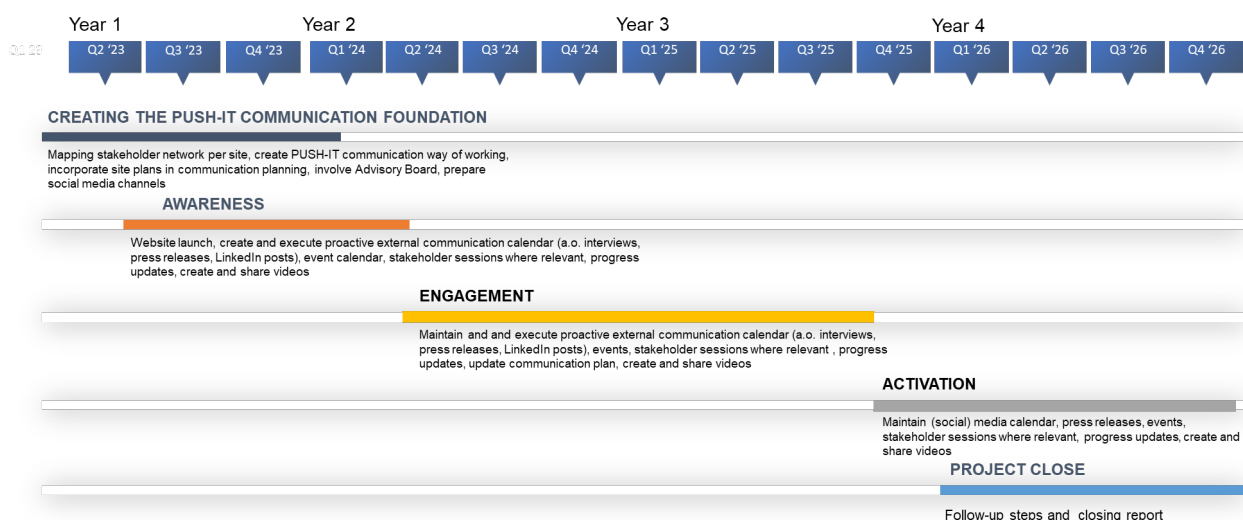 Year 1 Year 2 Year 3 Year 4
Q2 ‘23 Q3 ‘23 Q4 ‘23 Q1 ‘24 Q2 ‘24 Q3 ‘24 Q4 ‘24 Q1 ‘25 Q2 ‘25 Q3 ‘25 Q4 ‘25 Q1 ‘26 Q2 ‘26 Q3 ‘26 Q4 ‘26
CREATING THE PUSH-IT COMMUNICATION FOUNDATION
Mapping stakeholder network per site, create PUSH-IT communication way of working,
incorporate site plans in communication planning, involve Advisory Board, prepare
social media channels
AWARENESS
Website launch, create and execute proactive external communication calendar (a.o. interviews,
press releases, LinkedIn posts), event calendar, stakeholder sessions where relevant, progress
updates, create and share videos
ENGAGEMENT
Maintain and and execute proactive external communication calendar (a.o. interviews,
press releases, LinkedIn posts), events, stakeholder sessions where relevant , progress
updates, update communication plan, create and share videos
ACTIVATION
Maintain (social) media calendar, press releases, events,
stakeholder sessions where relevant, progress updates, create and
share videos
PROJECT CLOSE
Follow-up steps and closing report